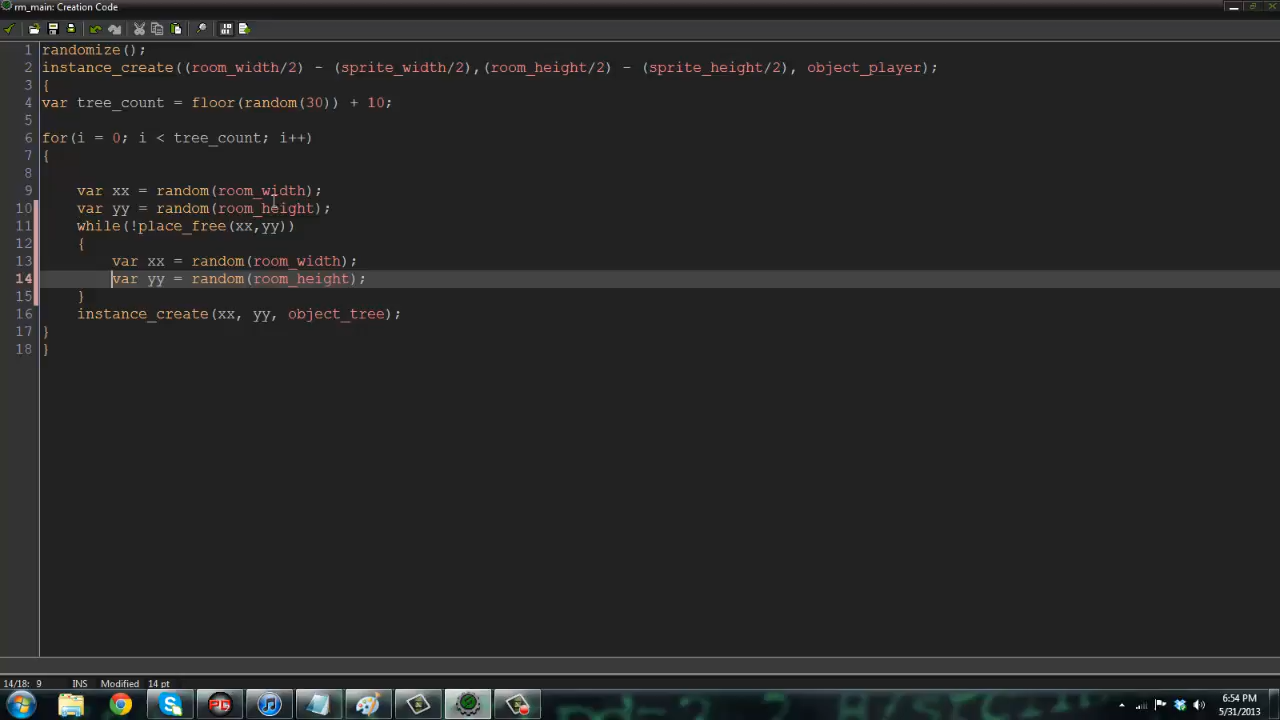 rm_main: Creation Code
1 randomize();
2 instance_create((room_width/2) - (sprite_width/2),(room_height/2) - (sprite_height/2), object_player);
3 {
4 var tree_count = floor(random(30)) + 10;
5
6 for(i = 0; i < tree_count; i++)
7 {
8
9 var xx = random(room_width);
10 var yy = random(room_height);
11 while(!place_free(xx,yy))
12 {
13 var xx = random(room_width);
14 var yy = random(room_height);
15 }
16 instance_create(xx, yy, object_tree);
17 }
18 }
14/18: 9 INS Modified 14 pt
6:54 PM
5/31/2013